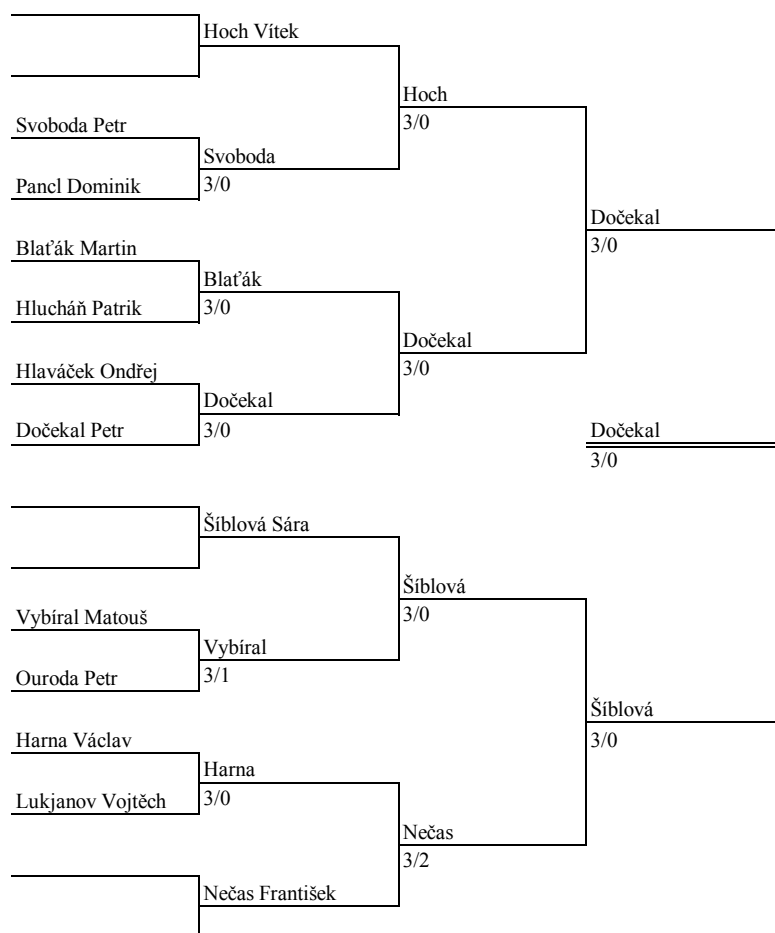 Hoch Vítek
Hoch
3/0
Svoboda Petr
Svoboda
3/0
Pancl Dominik
Dočekal
3/0
Blaťák Martin
Blaťák
3/0
Hlucháň Patrik
Dočekal
3/0
Hlaváček Ondřej
Dočekal
3/0
Dočekal Petr
Dočekal
3/0
Šíblová Sára
Šíblová
3/0
Vybíral Matouš
Vybíral
3/1
Ouroda Petr
Šíblová
3/0
Harna Václav
Harna
3/0
Lukjanov Vojtěch
Nečas
3/2
Nečas František